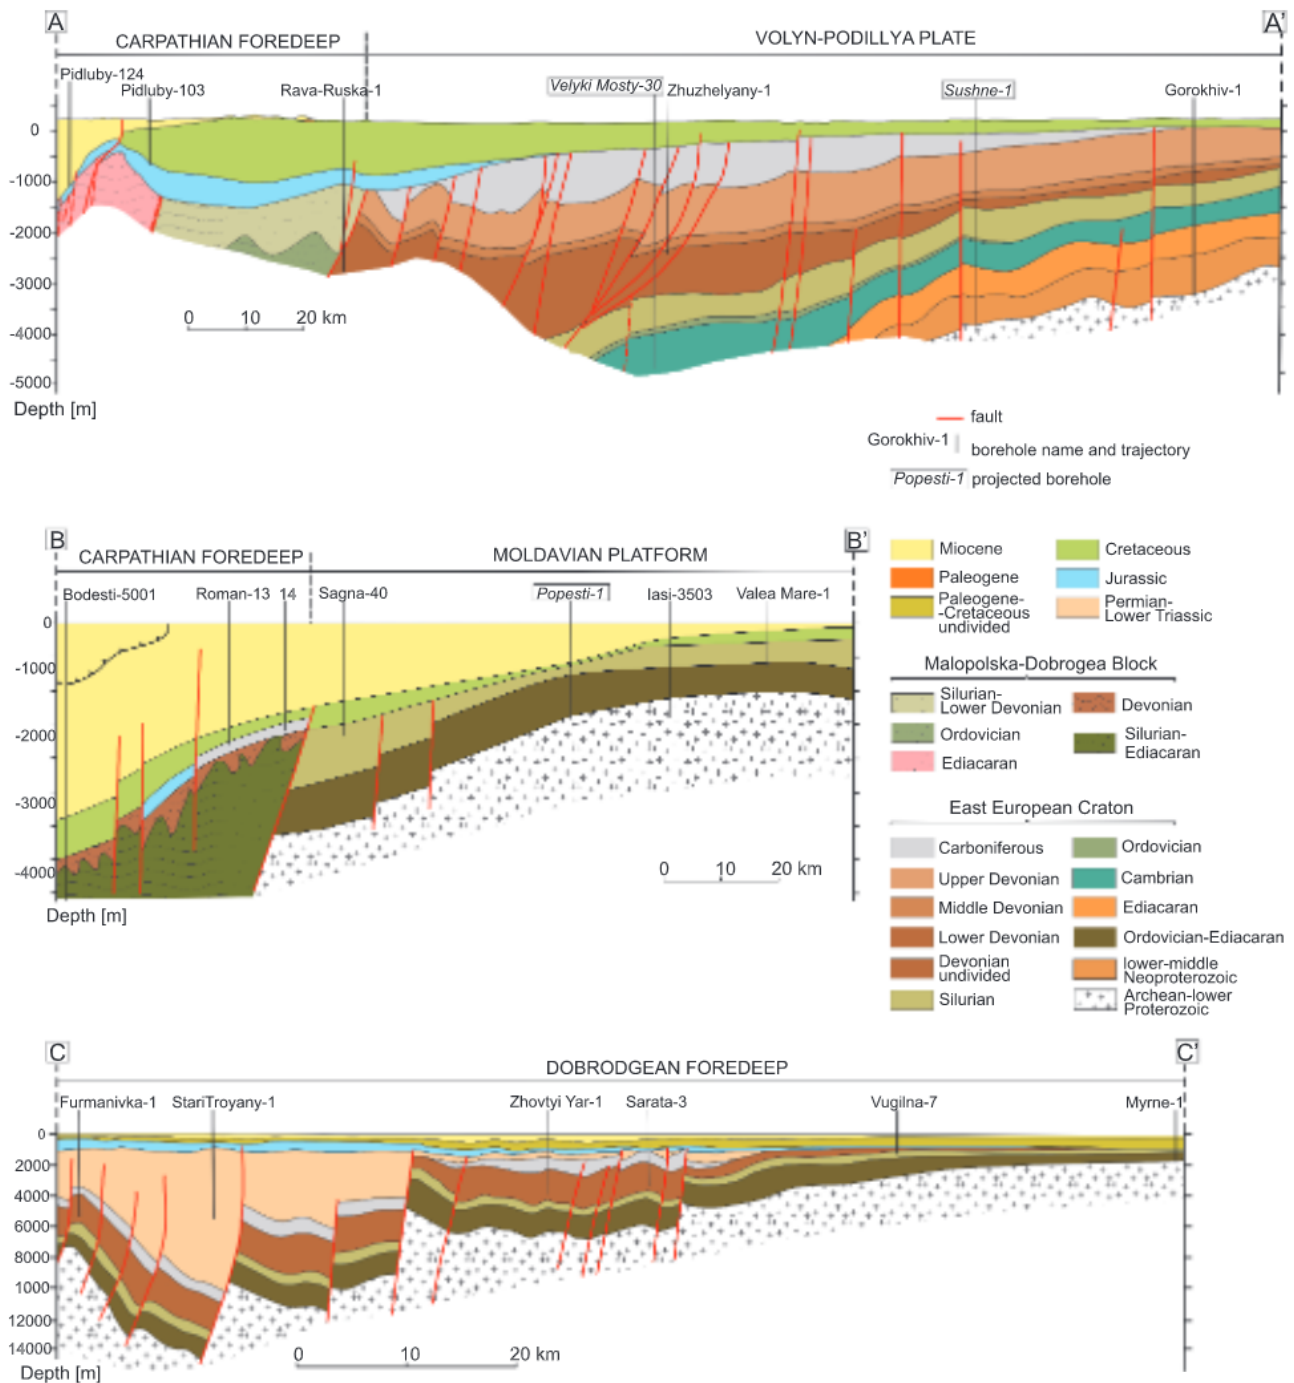 A
A'
CARPATHIAN FOREDEEP
VOLYN-PODILLYA PLATE
Pidluby-124
Pidluby-103
Rava-Ruska-1
Velyki Mosty-30
Zhuzhelyany-1
Sushne-1
Gorokhiv-1
0
-1000
-2000
-3000
-4000
-5000
Depth [m]
0 10 20 km
fault
Gorokhiv-1 borehole name and trajectory
Popesti-1 projected borehole
B
B'
CARPATHIAN FOREDEEP
MOLDAVIAN PLATFORM
Bodesti-5001
Roman-13
14
Sagna-40
Popesti-1
Iasi-3503
Valea Mare-1
0
-1000
-2000
-3000
-4000
Depth [m]
0 10 20 km
Miocene
Cretaceous
Paleogene
Jurassic
Paleogene-
-Cretaceous
undivided
Permian-
Lower Triassic
Malopolska-Dobrogea Block
Silurian-
Lower Devonian
Devonian
Ordovician
Silurian-
Ediacaran
Ediacaran
East European Craton
Carboniferous
Ordovician
Upper Devonian
Cambrian
Middle Devonian
Ediacaran
Lower Devonian
Ordovician-Ediacaran
Devonian
undivided
lower-middle
Neoproterozoic
Silurian
Archean-lower
Proterozoic
C
C'
DOBRODGEAN FOREDEEP
Furmanivka-1
StariTroyany-1
Zhovtyi Yar-1
Sarata-3
Vugilna-7
Myrne-1
0
2000
4000
6000
8000
10000
12000
14000
Depth [m]
0 10 20 km